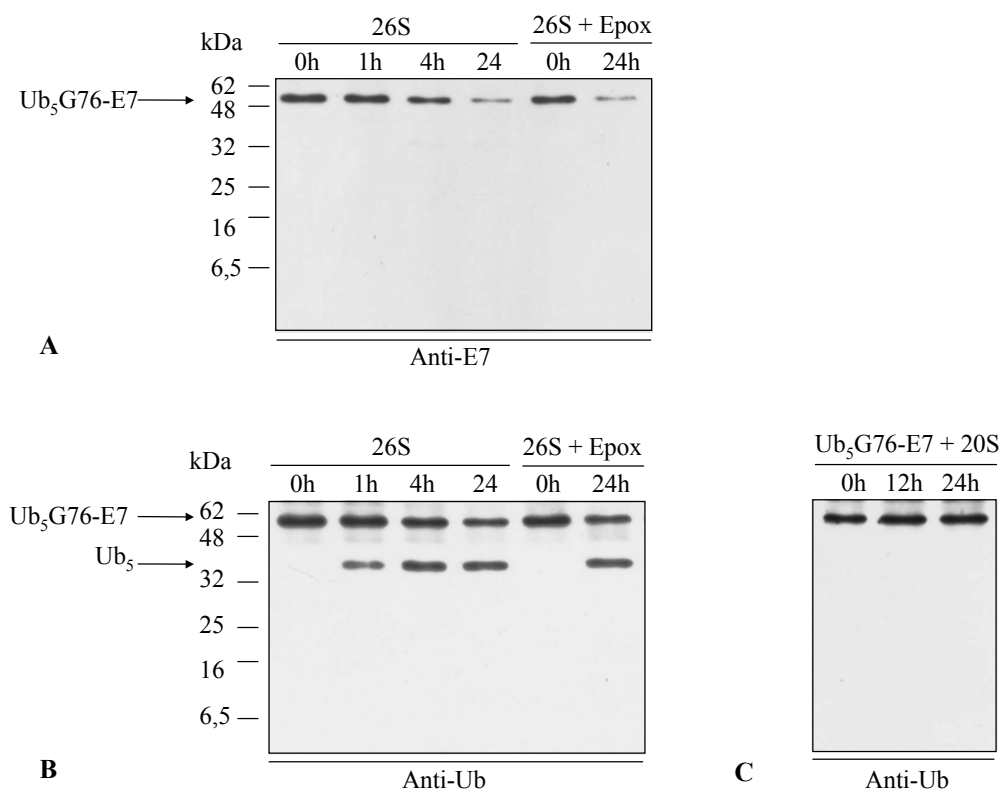 26S
26S + Epox
kDa
0h 1h 4h 24 0h 24h
Ub₅G76-E7
62
48
32
25
16
6,5
A
Anti-E7
26S
26S + Epox
kDa
0h 1h 4h 24 0h 24h
Ub₅G76-E7
Ub₅
62
48
32
25
16
6,5
B
Anti-Ub
Ub₅G76-E7 + 20S
0h 12h 24h
C
Anti-Ub